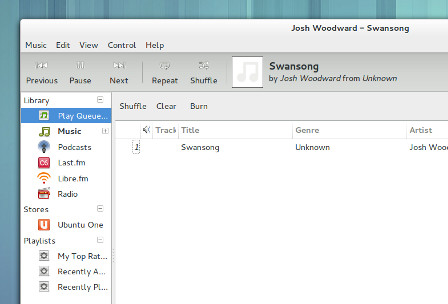 Josh Woodward – Swansong
Music Edit View Control Help
Previous Pause Next Repeat Shuffle
Swansong
by Josh Woodward from Unknown
Library
Play Queue...
Music
Podcasts
Last.fm
Libre.fm
Radio
Stores
Ubuntu One
Playlists
My Top Rat...
Recently A...
Recently Pl...
Shuffle Clear Burn
Track Title Genre Artist
1 Swansong Unknown Josh Woo